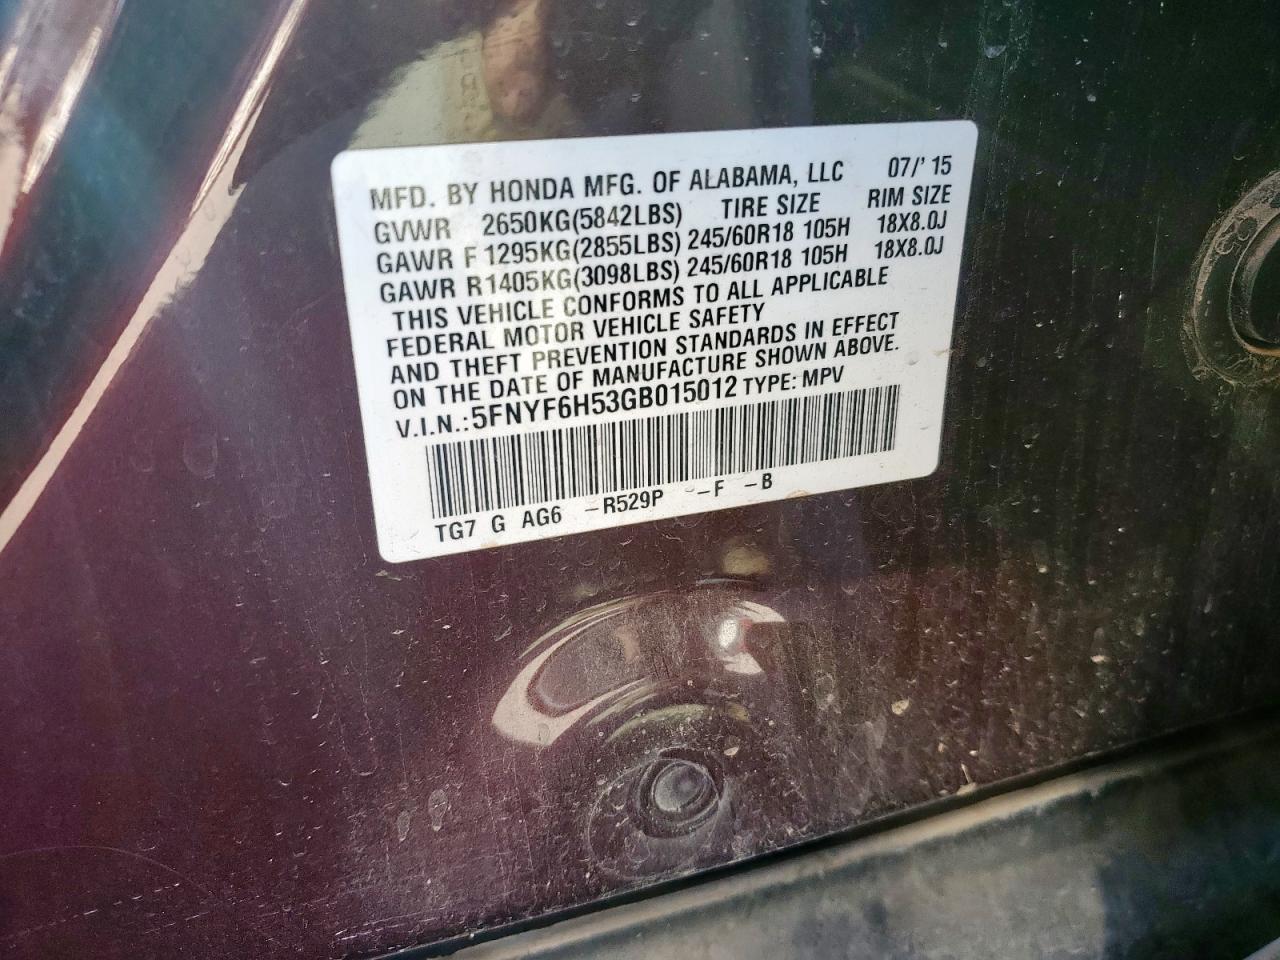 MFD. BY HONDA MFG. OF ALABAMA, LLC 07/'15
GVWR 2650KG(5842LBS) TIRE SIZE RIM SIZE
GAWR F 1295KG(2855LBS) 245/60R18 105H 18X8.0J
GAWR R 1405KG(3098LBS) 245/60R18 105H 18X8.0J
THIS VEHICLE CONFORMS TO ALL APPLICABLE
FEDERAL MOTOR VEHICLE SAFETY
AND THEFT PREVENTION STANDARDS IN EFFECT
ON THE DATE OF MANUFACTURE SHOWN ABOVE.
V.I.N.:5FNYF6H53GB015012 TYPE: MPV
TG7 G AG6 –R529P –F –B